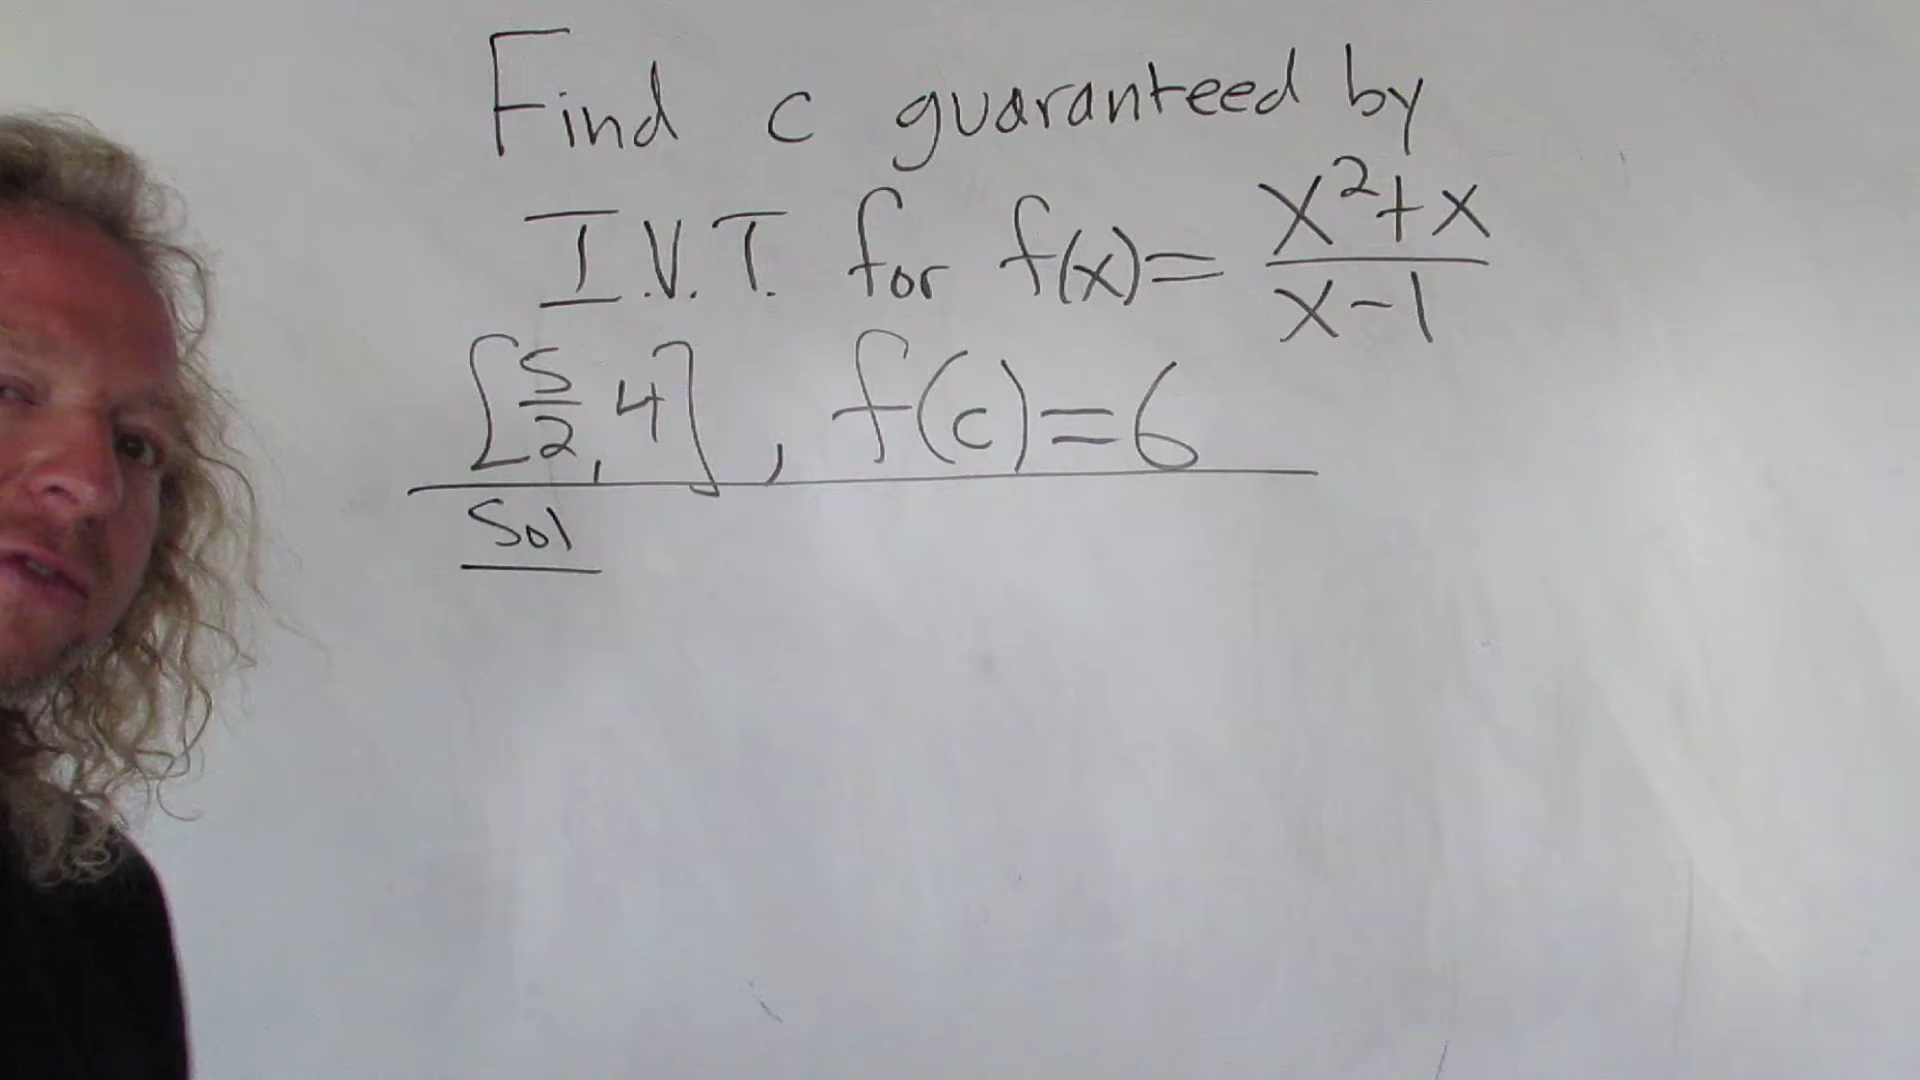 Find c guaranteed by
I.V.T. for f(x)= x²+x / x-1
[5/2, 4], f(c)=6
Sol